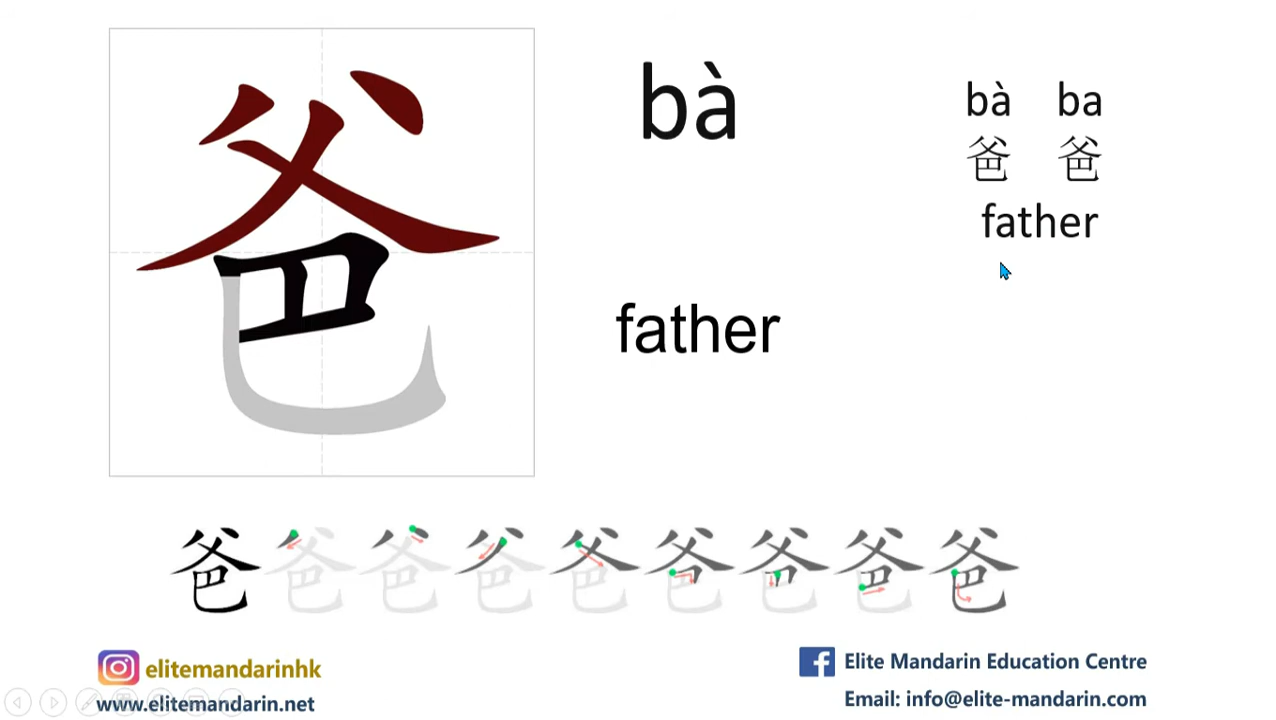 爸
bà
father
bà ba
爸 爸
father
爸 爸 爸 爸 爸 爸 爸 爸 爸
elitemandarinhk
www.elitemandarin.net
Elite Mandarin Education Centre
Email: info@elite-mandarin.com